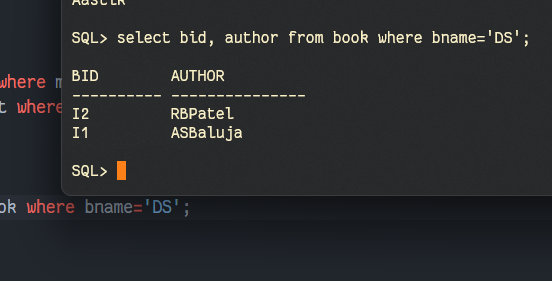 SQL> select bid, author from book where bname='DS';
BID AUTHOR
---------- ---------------
I2 RBPatel
I1 ASBaluja
SQL>
where m
t where
ok where bname='DS';